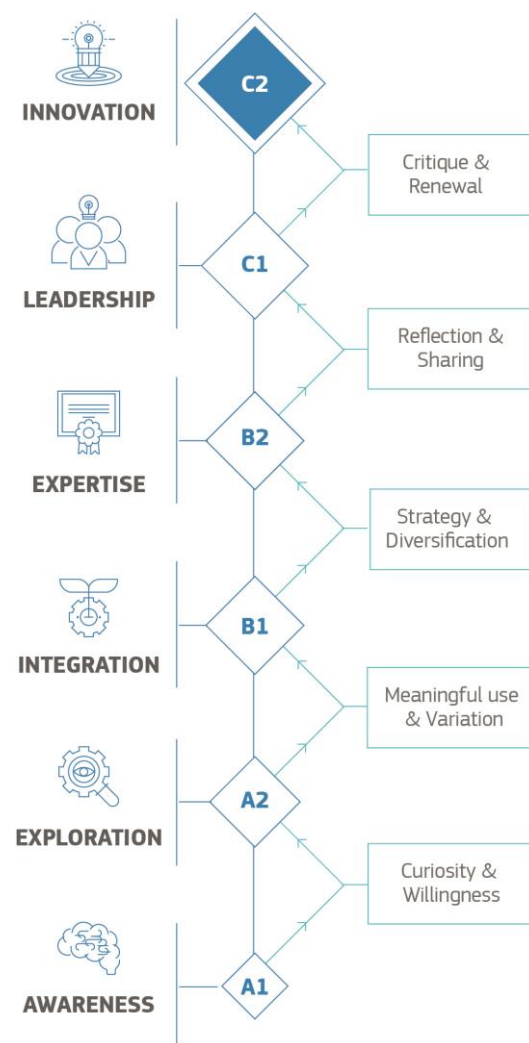 C2
INNOVATION
Critique &
Renewal
C1
LEADERSHIP
Reflection &
Sharing
B2
EXPERTISE
Strategy &
Diversification
B1
INTEGRATION
Meaningful use
& Variation
A2
EXPLORATION
Curiosity &
Willingness
A1
AWARENESS